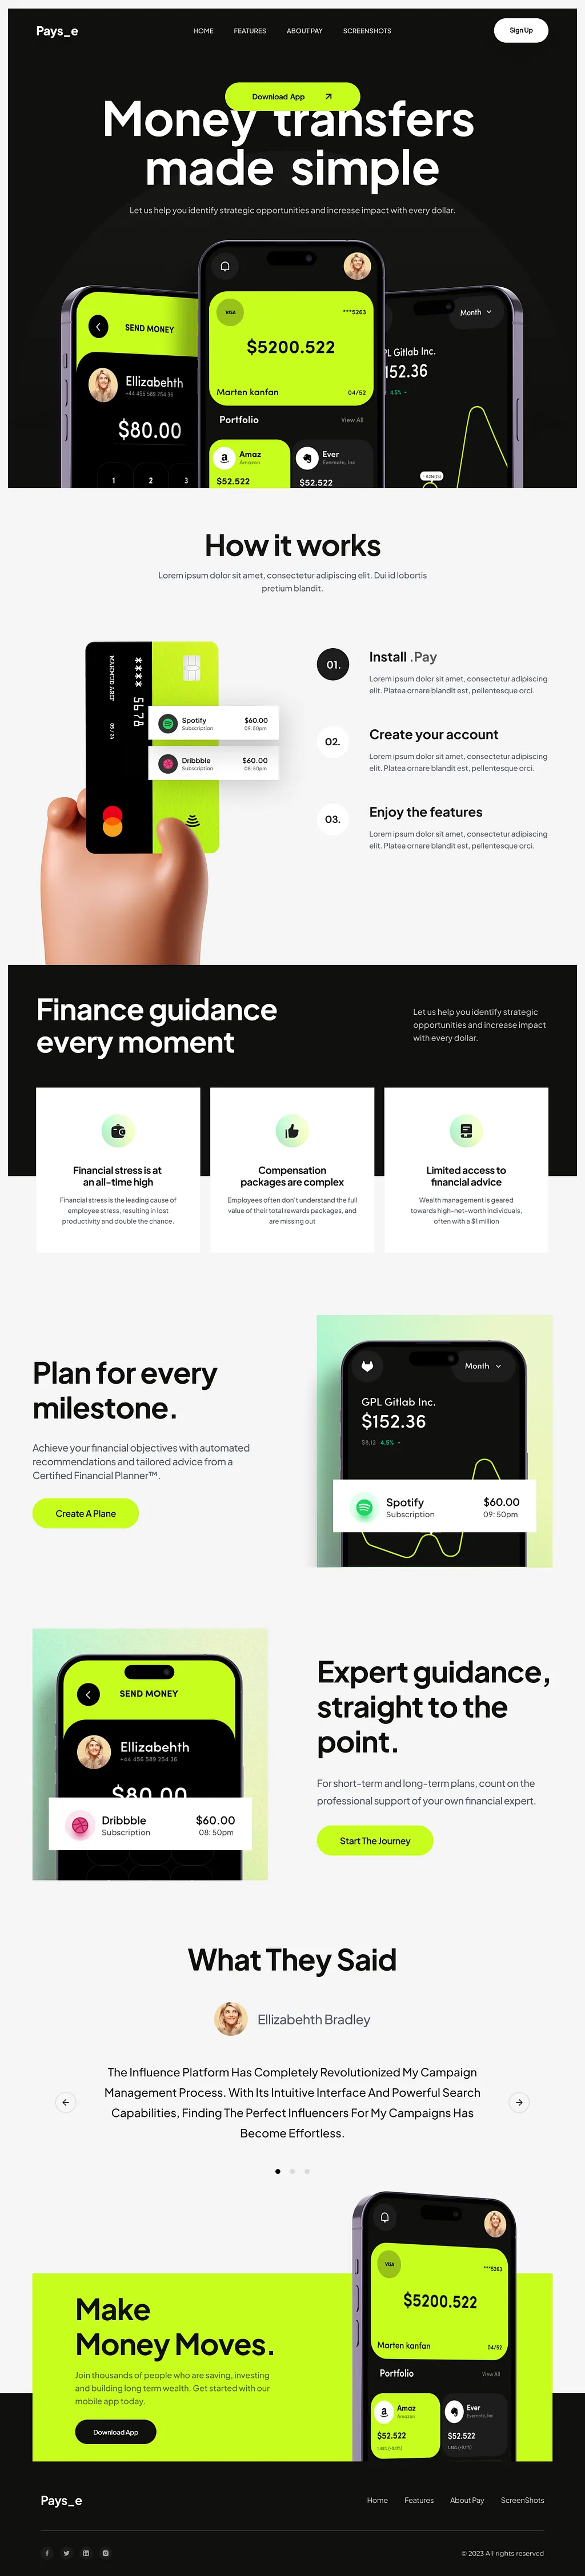 Pays_e
HOME
FEATURES
ABOUT PAY
SCREENSHOTS
Sign Up
Download App
Money transfers
made simple
Let us help you identify strategic opportunities and increase impact with every dollar.
SEND MONEY
Ellizabehth
+44 456 589 254 36
$80.00
1
2
3
VISA
***5263
$5200.522
Marten kanfan
04/52
Portfolio
View All
Amaz
Amazon
$52.522
Ever
Evernote, Inc
$52.522
Month
PL Gitlab Inc.
152.36
4.5%
How it works
Lorem ipsum dolor sit amet, consectetur adipiscing elit. Dui id lobortis
pretium blandit.
MAHMUD ARIF
05 / 24
**** 5678
Spotify
Subscription
$60.00
09: 50pm
Dribbble
Subscription
$60.00
08: 50pm
01.
Install .Pay
Lorem ipsum dolor sit amet, consectetur adipiscing
elit. Platea ornare blandit est, pellentesque orci.
02.
Create your account
Lorem ipsum dolor sit amet, consectetur adipiscing
elit. Platea ornare blandit est, pellentesque orci.
03.
Enjoy the features
Lorem ipsum dolor sit amet, consectetur adipiscing
elit. Platea ornare blandit est, pellentesque orci.
Finance guidance
every moment
Let us help you identify strategic
opportunities and increase impact
with every dollar.
Financial stress is at
an all-time high
Financial stress is the leading cause of
employee stress, resulting in lost
productivity and double the chance.
Compensation
packages are complex
Employees often don't understand the full
value of their total rewards packages, and
are missing out
Limited access to
financial advice
Wealth management is geared
towards high-net-worth individuals,
often with a $1 million
Plan for every
milestone.
Achieve your financial objectives with automated
recommendations and tailored advice from a
Certified Financial Planner™.
Create A Plane
Month
GPL Gitlab Inc.
$152.36
$8,12
4.5%
Spotify
Subscription
$60.00
09: 50pm
SEND MONEY
Ellizabehth
+44 456 589 254 36
$80.00
Dribbble
Subscription
$60.00
08: 50pm
Expert guidance,
straight to the
point.
For short-term and long-term plans, count on the
professional support of your own financial expert.
Start The Journey
What They Said
Ellizabehth Bradley
The Influence Platform Has Completely Revolutionized My Campaign
Management Process. With Its Intuitive Interface And Powerful Search
Capabilities, Finding The Perfect Influencers For My Campaigns Has
Become Effortless.
Make
Money Moves.
Join thousands of people who are saving, investing
and building long term wealth. Get started with our
mobile app today.
Download App
VISA
***5263
$5200.522
Marten kanfan
04/52
Portfolio
View All
Amaz
Amazon
$52.522
Ever
Evernote, Inc
$52.522
Pays_e
Home
Features
About Pay
ScreenShots
© 2023 All rights reserved